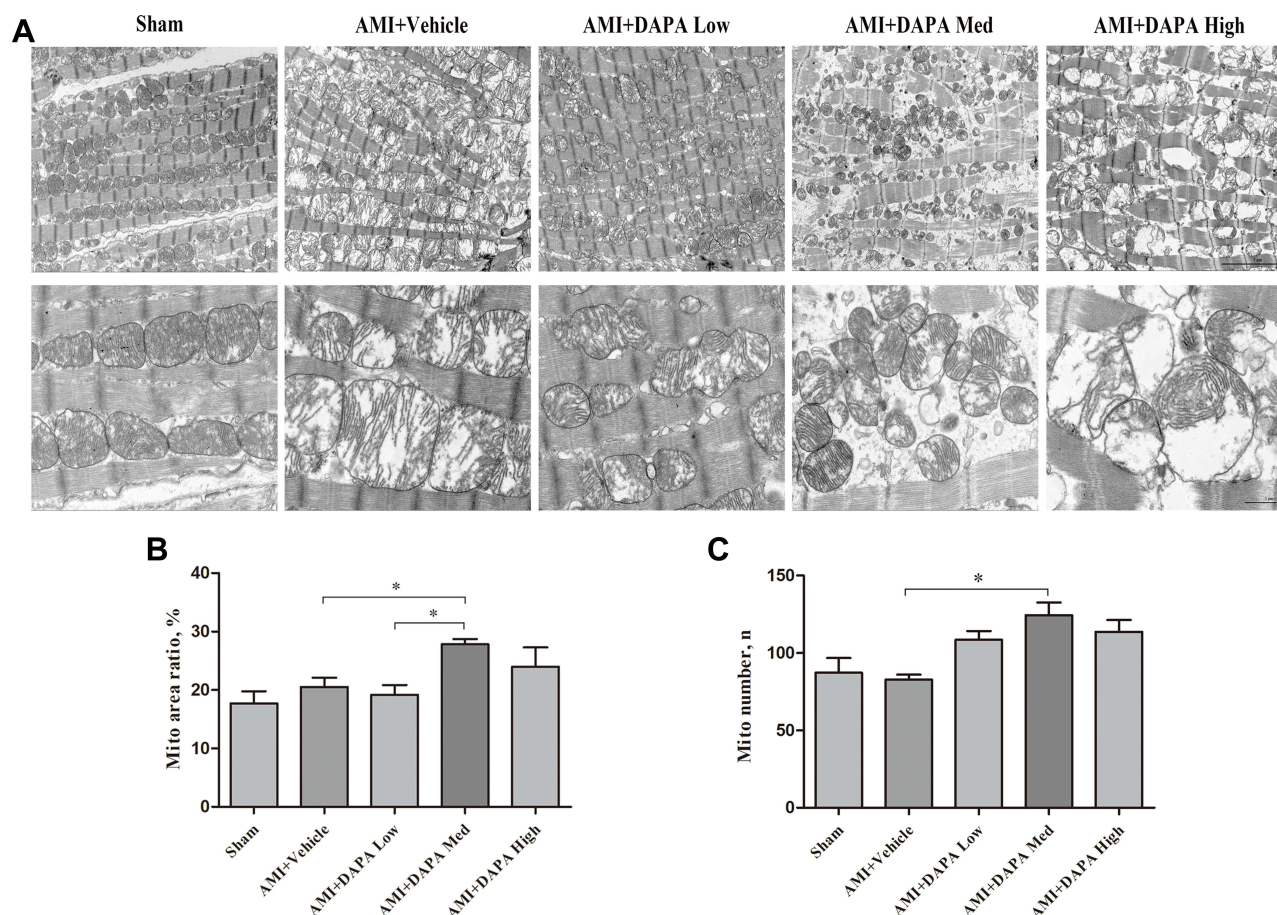 A
Sham
AMI+Vehicle
AMI+DAPA Low
AMI+DAPA Med
AMI+DAPA High
B
Mito area ratio, %
40
30
20
10
0
*
*
Sham
AMI+Vehicle
AMI+DAPA Low
AMI+DAPA Med
AMI+DAPA High
C
Mito number, n
150
100
50
0
*
Sham
AMI+Vehicle
AMI+DAPA Low
AMI+DAPA Med
AMI+DAPA High